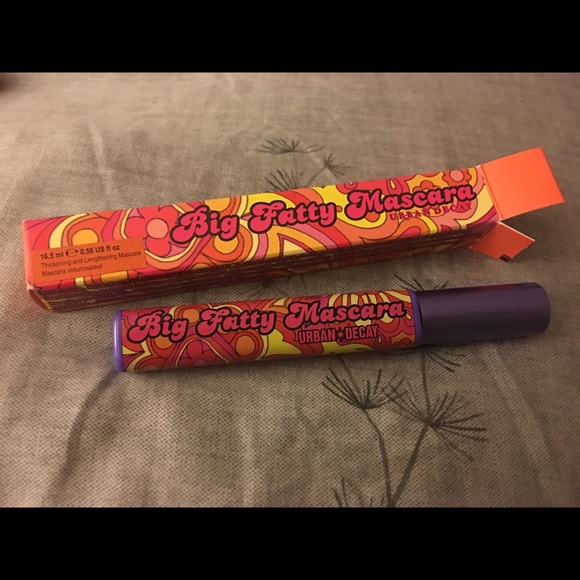 Big Fatty Mascara
URBAN DECAY
16.5 ml ℮ 0.56 US fl oz
Thickening and Lengthening Mascara
Mascara Volumisateur
Big Fatty Mascara
URBAN★DECAY